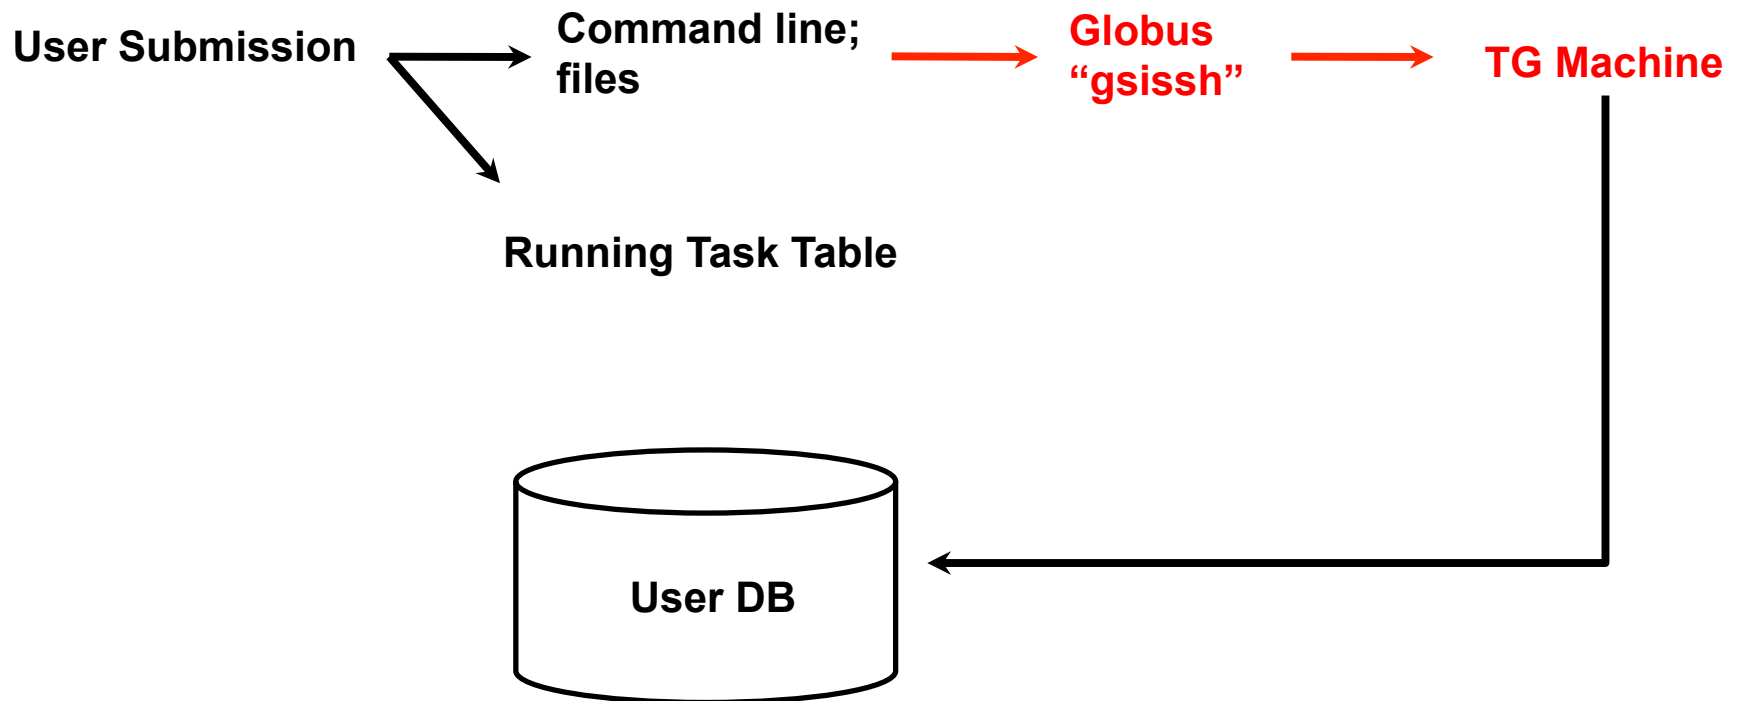 User Submission
Command line;
files
Globus
“gsissh”
TG Machine
Running Task Table
User DB